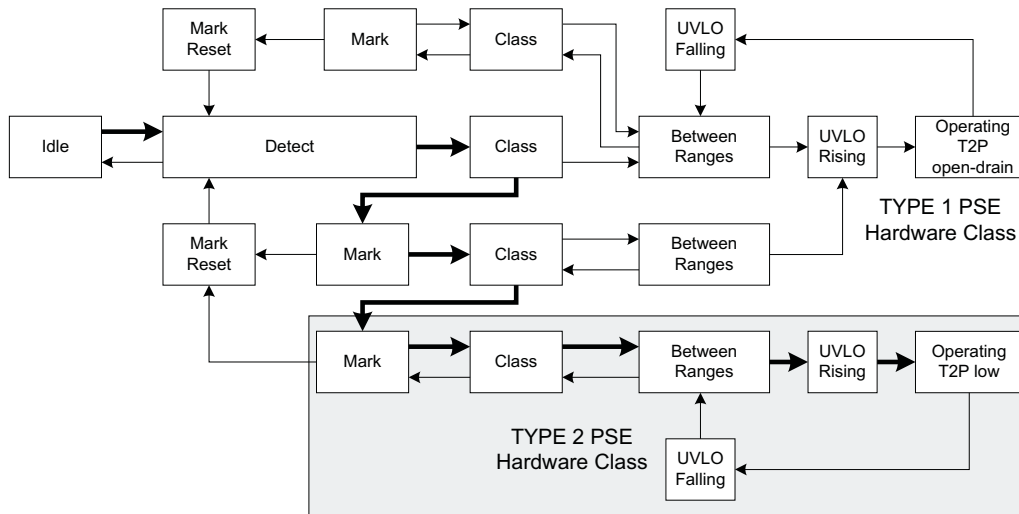 Mark
Reset
Mark
Class
UVLO
Falling
Idle
Detect
Class
Between
Ranges
UVLO
Rising
Operating
T2P
open-drain
TYPE 1 PSE
Hardware Class
Mark
Reset
Mark
Class
Between
Ranges
Mark
Class
Between
Ranges
UVLO
Rising
Operating
T2P low
TYPE 2 PSE
Hardware Class
UVLO
Falling